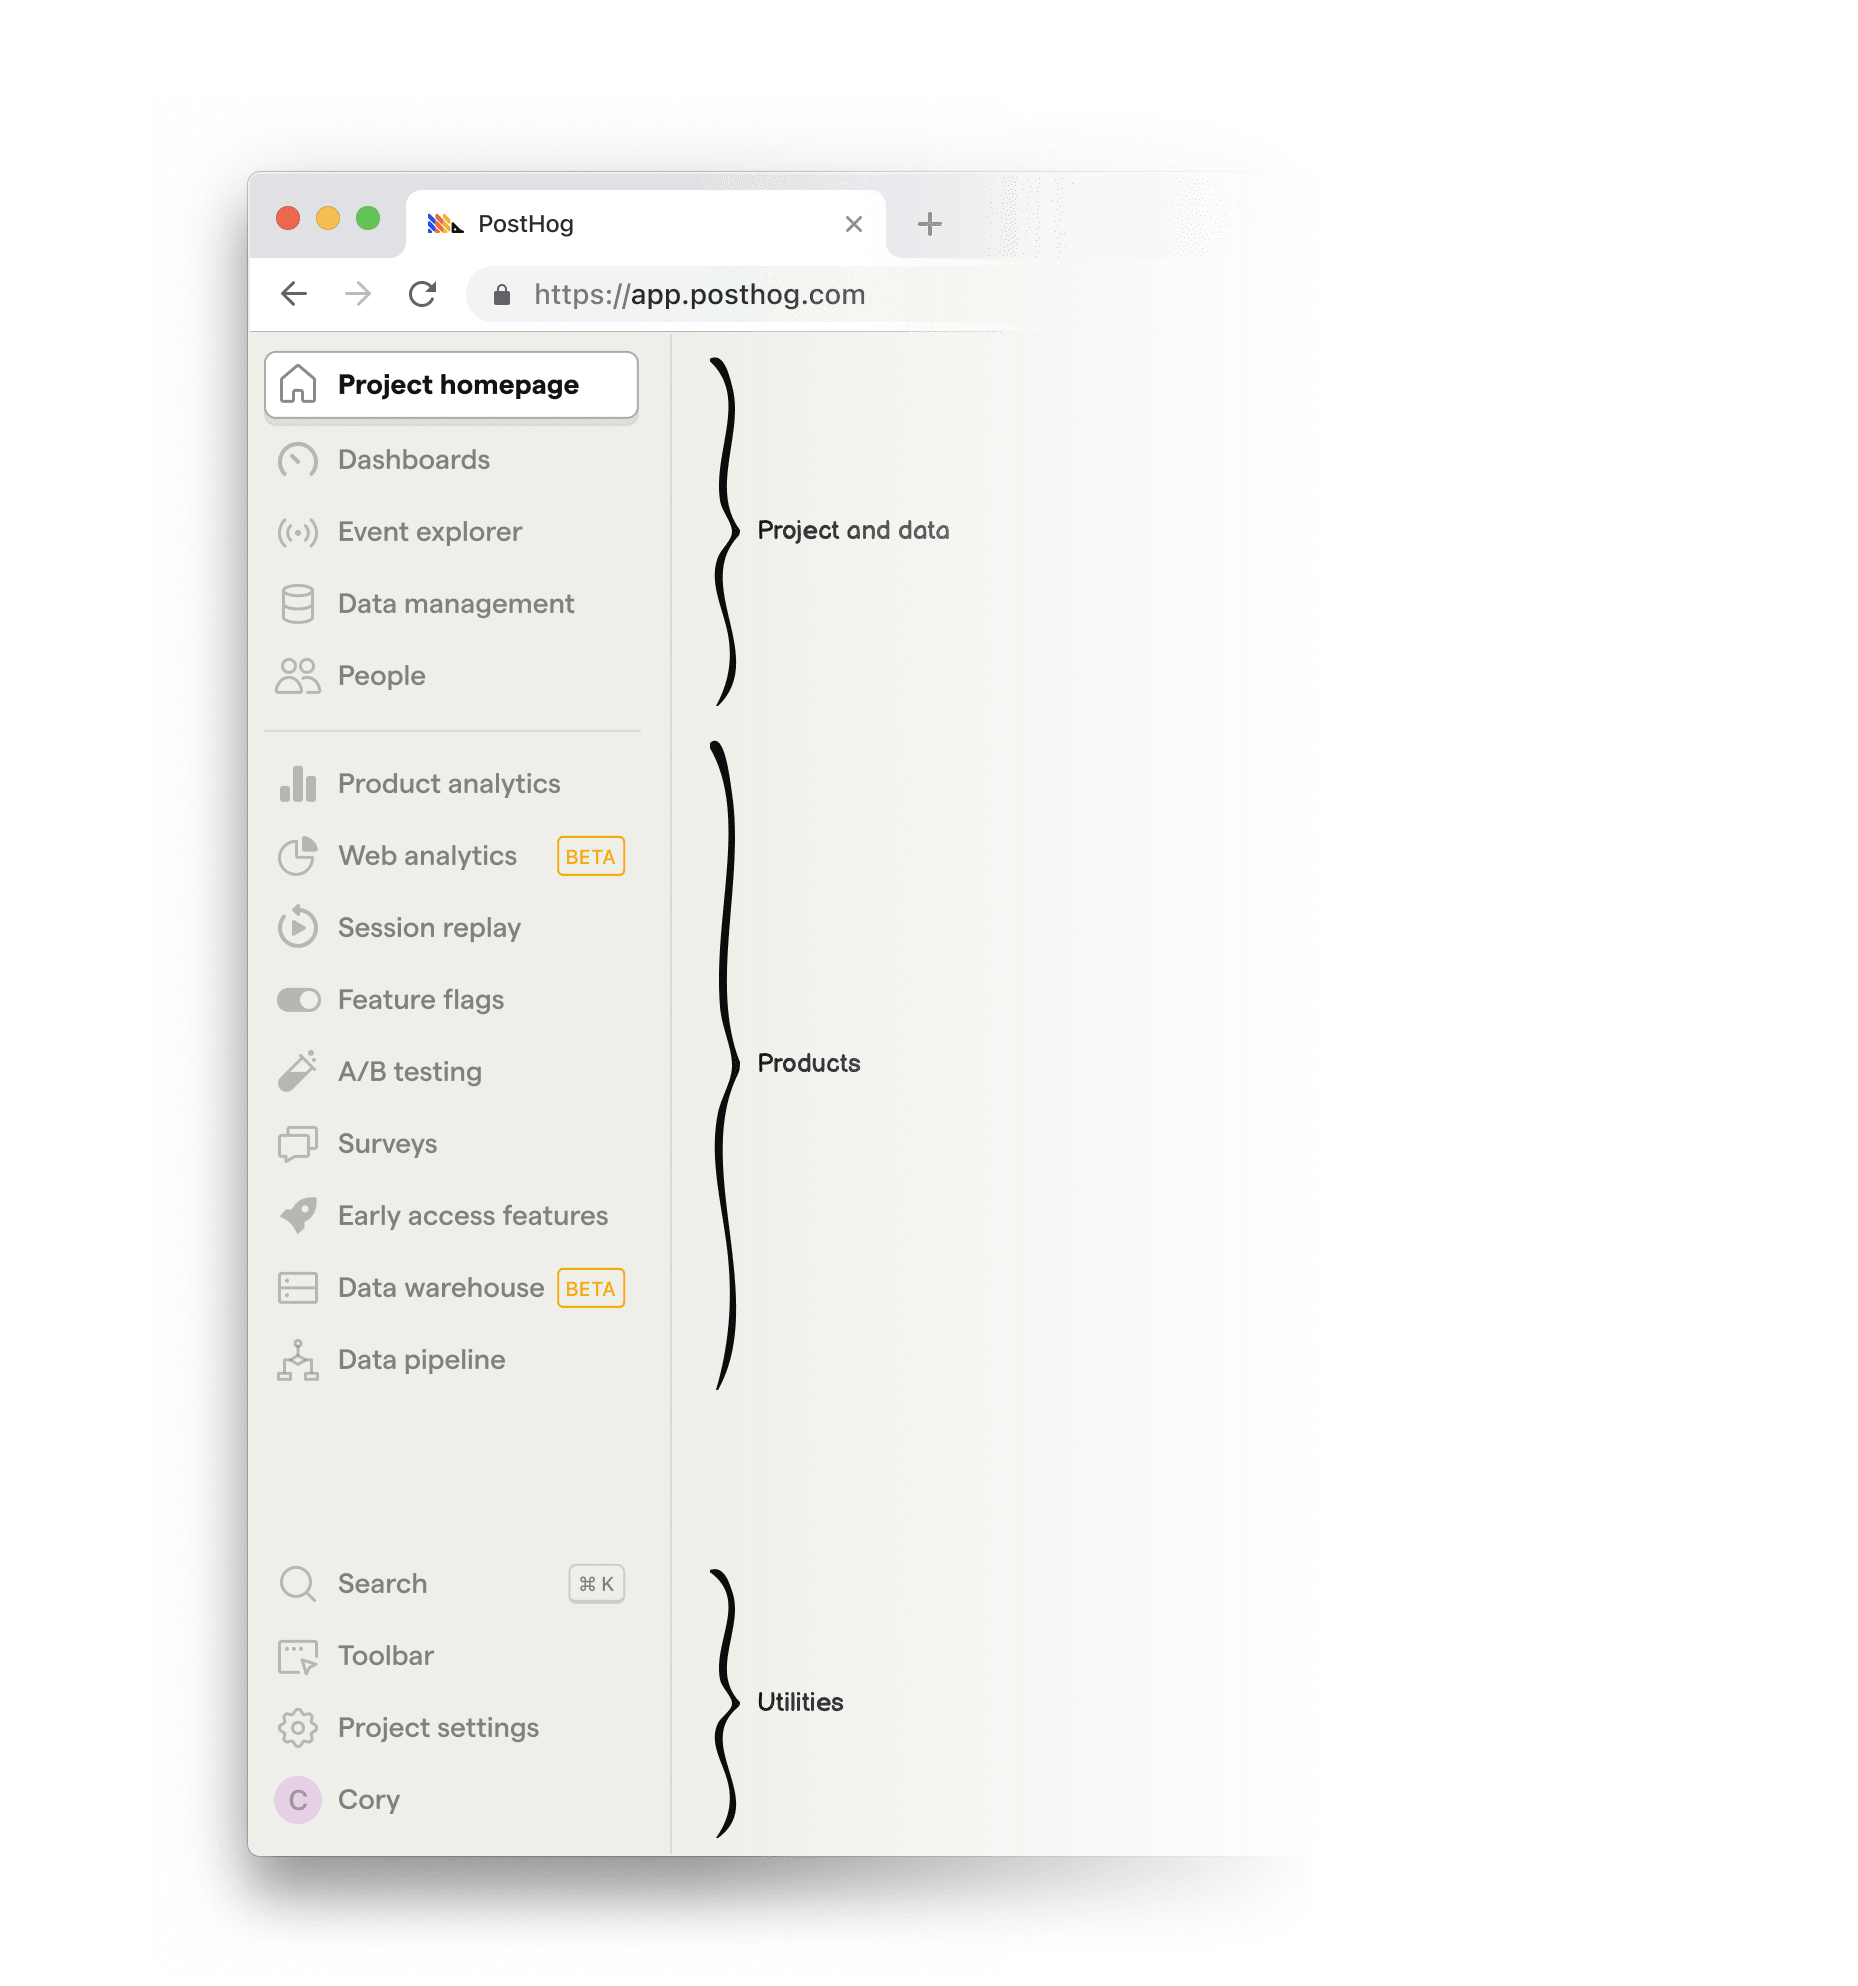 PostHog
https://app.posthog.com
Project homepage
Dashboards
Event explorer
Data management
People
Project and data
Product analytics
Web analytics BETA
Session replay
Feature flags
A/B testing
Surveys
Early access features
Data warehouse BETA
Data pipeline
Products
Search ⌘ K
Toolbar
Project settings
C Cory
Utilities